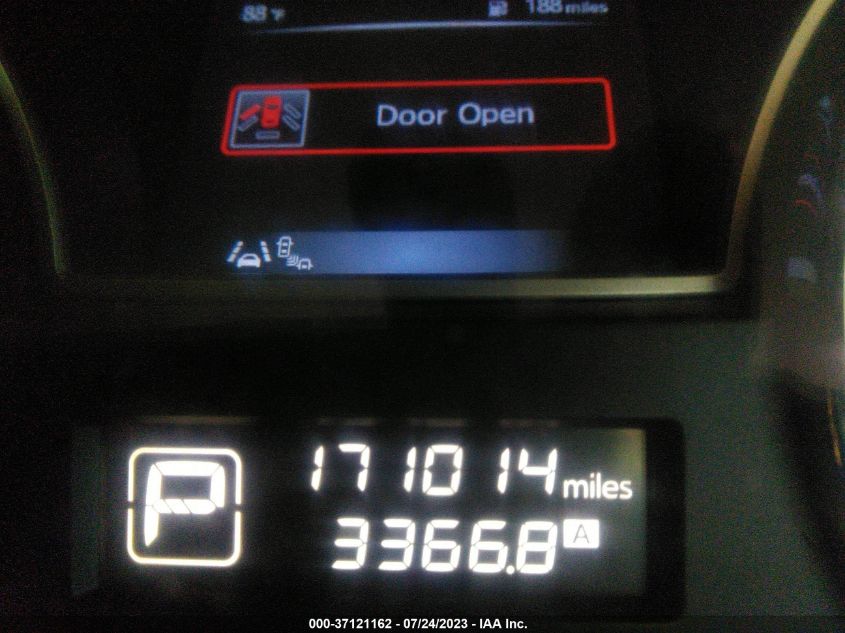 88 °F 188 miles
Door Open
P
171014 miles
3366.8 A
000-37121162 - 07/24/2023 - IAA Inc.